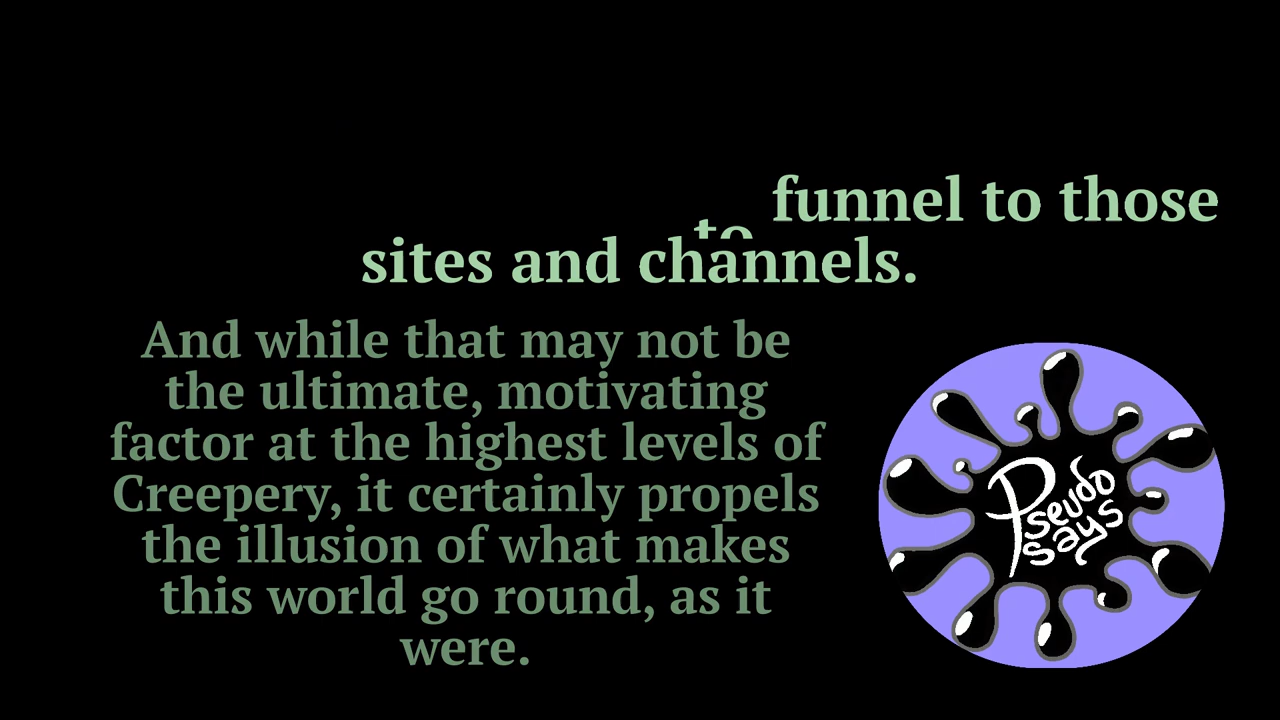 funnel to those
to
sites and channels.
And while that may not be
the ultimate, motivating
factor at the highest levels of
Creepery, it certainly propels
the illusion of what makes
this world go round, as it
were.
Pseudo
says